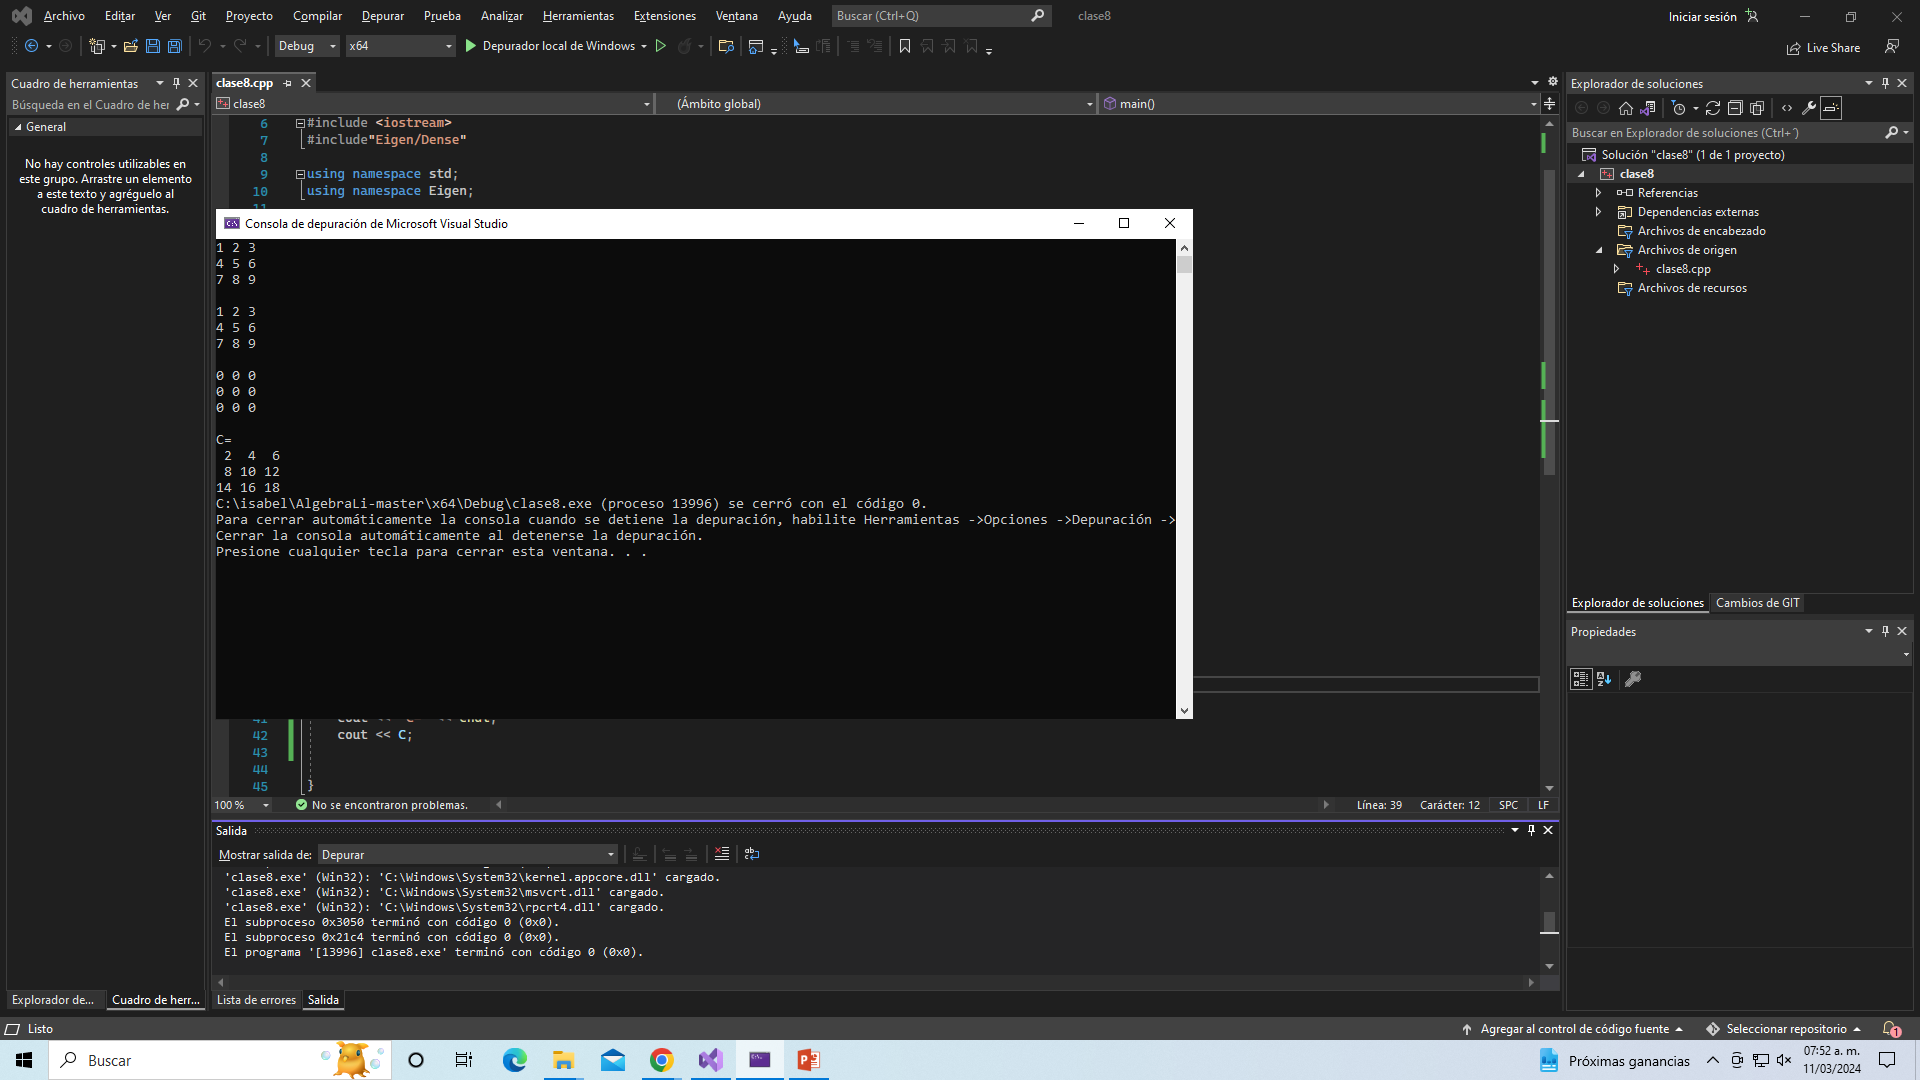 Archivo Editar Ver Git Proyecto Compilar Depurar Prueba Analizar Herramientas Extensiones Ventana Ayuda Buscar (Ctrl+Q) clase8 Iniciar sesión
Debug x64 Depurador local de Windows Live Share
Cuadro de herramientas
Búsqueda en el Cuadro de her
General
No hay controles utilizables en
este grupo. Arrastre un elemento
a este texto y agréguelo al
cuadro de herramientas.
clase8.cpp
clase8 (Ámbito global) main()
6 #include <iostream>
7 #include"Eigen/Dense"
8
9 using namespace std;
10 using namespace Eigen;
Consola de depuración de Microsoft Visual Studio
1 2 3
4 5 6
7 8 9
1 2 3
4 5 6
7 8 9
0 0 0
0 0 0
0 0 0
C=
2 4 6
8 10 12
14 16 18
C:\isabel\AlgebraLi-master\x64\Debug\clase8.exe (proceso 13996) se cerró con el código 0.
Para cerrar automáticamente la consola cuando se detiene la depuración, habilite Herramientas ->Opciones ->Depuración ->
Cerrar la consola automáticamente al detenerse la depuración.
Presione cualquier tecla para cerrar esta ventana. . .
42 cout << C;
43
44
45 }
100 % No se encontraron problemas. Línea: 39 Carácter: 12 SPC LF
Salida
Mostrar salida de: Depurar
'clase8.exe' (Win32): 'C:\Windows\System32\kernel.appcore.dll' cargado.
'clase8.exe' (Win32): 'C:\Windows\System32\msvcrt.dll' cargado.
'clase8.exe' (Win32): 'C:\Windows\System32\rpcrt4.dll' cargado.
El subproceso 0x3050 terminó con código 0 (0x0).
El subproceso 0x21c4 terminó con código 0 (0x0).
El programa '[13996] clase8.exe' terminó con código 0 (0x0).
Explorador de... Cuadro de herr... Lista de errores Salida
Explorador de soluciones
Buscar en Explorador de soluciones (Ctrl+´)
Solución "clase8" (1 de 1 proyecto)
clase8
Referencias
Dependencias externas
Archivos de encabezado
Archivos de origen
clase8.cpp
Archivos de recursos
Explorador de soluciones Cambios de GIT
Propiedades
Listo Agregar al control de código fuente Seleccionar repositorio 1
Buscar Próximas ganancias 07:52 a. m.
11/03/2024